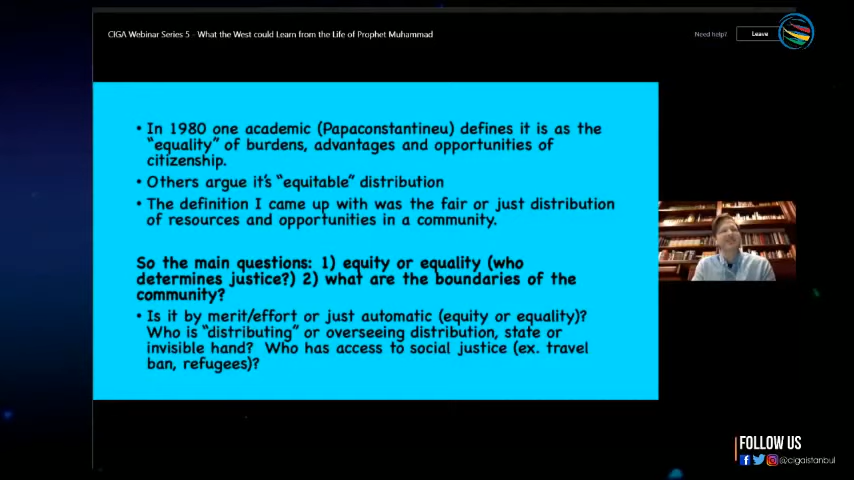 CIGA Webinar Series 5 - What the West could Learn from the Life of Prophet Muhammad
Need help?
Leave
• In 1980 one academic (Papaconstantineu) defines it is as the
"equality" of burdens, advantages and opportunities of
citizenship.
• Others argue it's "equitable" distribution
• The definition I came up with was the fair or just distribution
of resources and opportunities in a community.
So the main questions: 1) equity or equality (who
determines justice?) 2) what are the boundaries of the
community?
• Is it by merit/effort or just automatic (equity or equality)?
Who is "distributing" or overseeing distribution, state or
invisible hand? Who has access to social justice (ex. travel
ban, refugees)?
FOLLOW US
@cigaistanbul